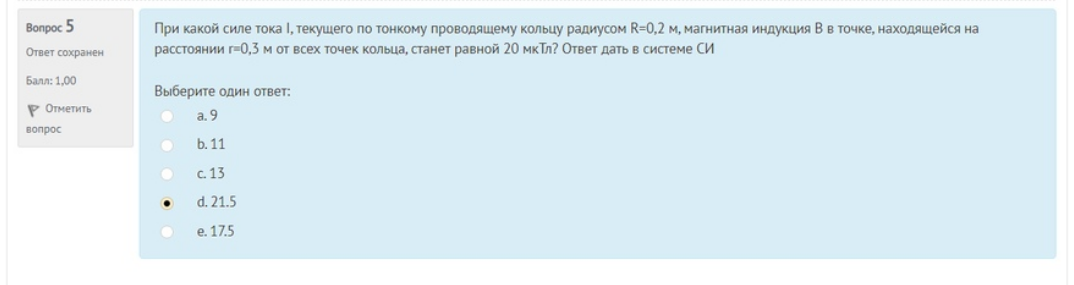 Вопрос 5
Ответ сохранен
Балл: 1,00
Отметить
вопрос
При какой силе тока I, текущего по тонкому проводящему кольцу радиусом R=0,2 м, магнитная индукция B в точке, находящейся на
расстоянии r=0,3 м от всех точек кольца, станет равной 20 мкТл? Ответ дать в системе СИ
Выберите один ответ:
a. 9
b. 11
c. 13
d. 21.5
e. 17.5